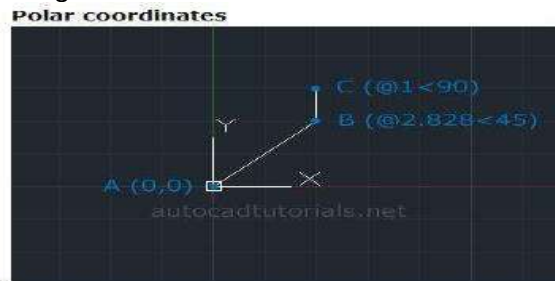 Polar coordinates
C (@1<90)
Y
B (@2.828<45)
A (0,0)
X
autocadtutorials.net